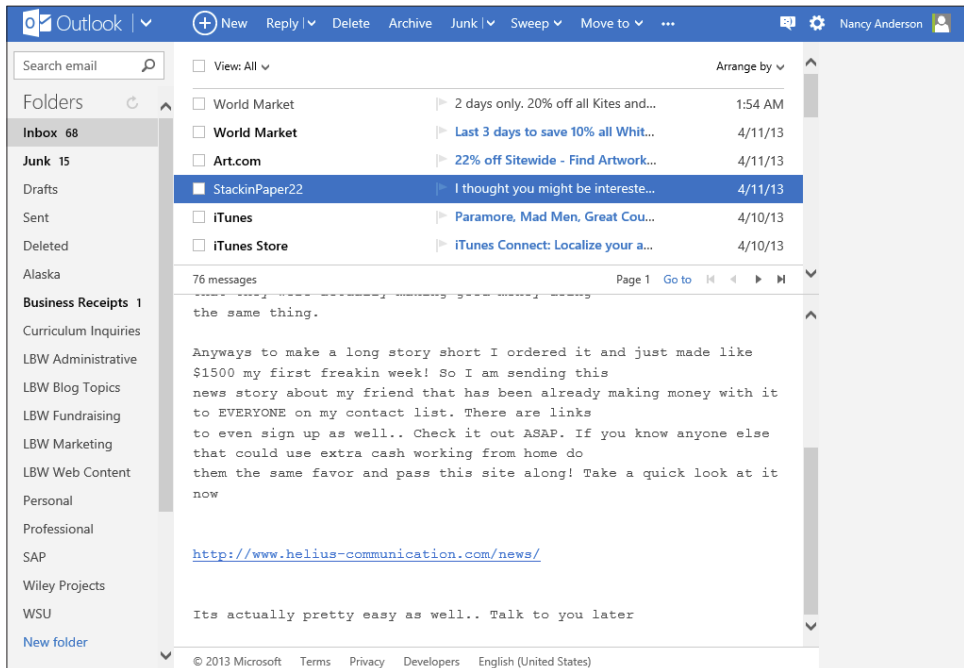 Outlook
New Reply Delete Archive Junk Sweep Move to ...
Nancy Anderson
Search email
Folders
Inbox 68
Junk 15
Drafts
Sent
Deleted
Alaska
Business Receipts 1
Curriculum Inquiries
LBW Administrative
LBW Blog Topics
LBW Fundraising
LBW Marketing
LBW Web Content
Personal
Professional
SAP
Wiley Projects
WSU
New folder
View: All Arrange by
World Market 2 days only. 20% off all Kites and... 1:54 AM
World Market Last 3 days to save 10% all Whit... 4/11/13
Art.com 22% off Sitewide - Find Artwork... 4/11/13
StackinPaper22 I thought you might be intereste... 4/11/13
iTunes Paramore, Mad Men, Great Cou... 4/10/13
iTunes Store iTunes Connect: Localize your a... 4/10/13
76 messages Page 1 Go to
that they were actually making good money doing
the same thing.
Anyways to make a long story short I ordered it and just made like
$1500 my first freakin week! So I am sending this
news story about my friend that has been already making money with it
to EVERYONE on my contact list. There are links
to even sign up as well.. Check it out ASAP. If you know anyone else
that could use extra cash working from home do
them the same favor and pass this site along! Take a quick look at it
now
http://www.helius-communication.com/news/
Its actually pretty easy as well.. Talk to you later
© 2013 Microsoft Terms Privacy Developers English (United States)